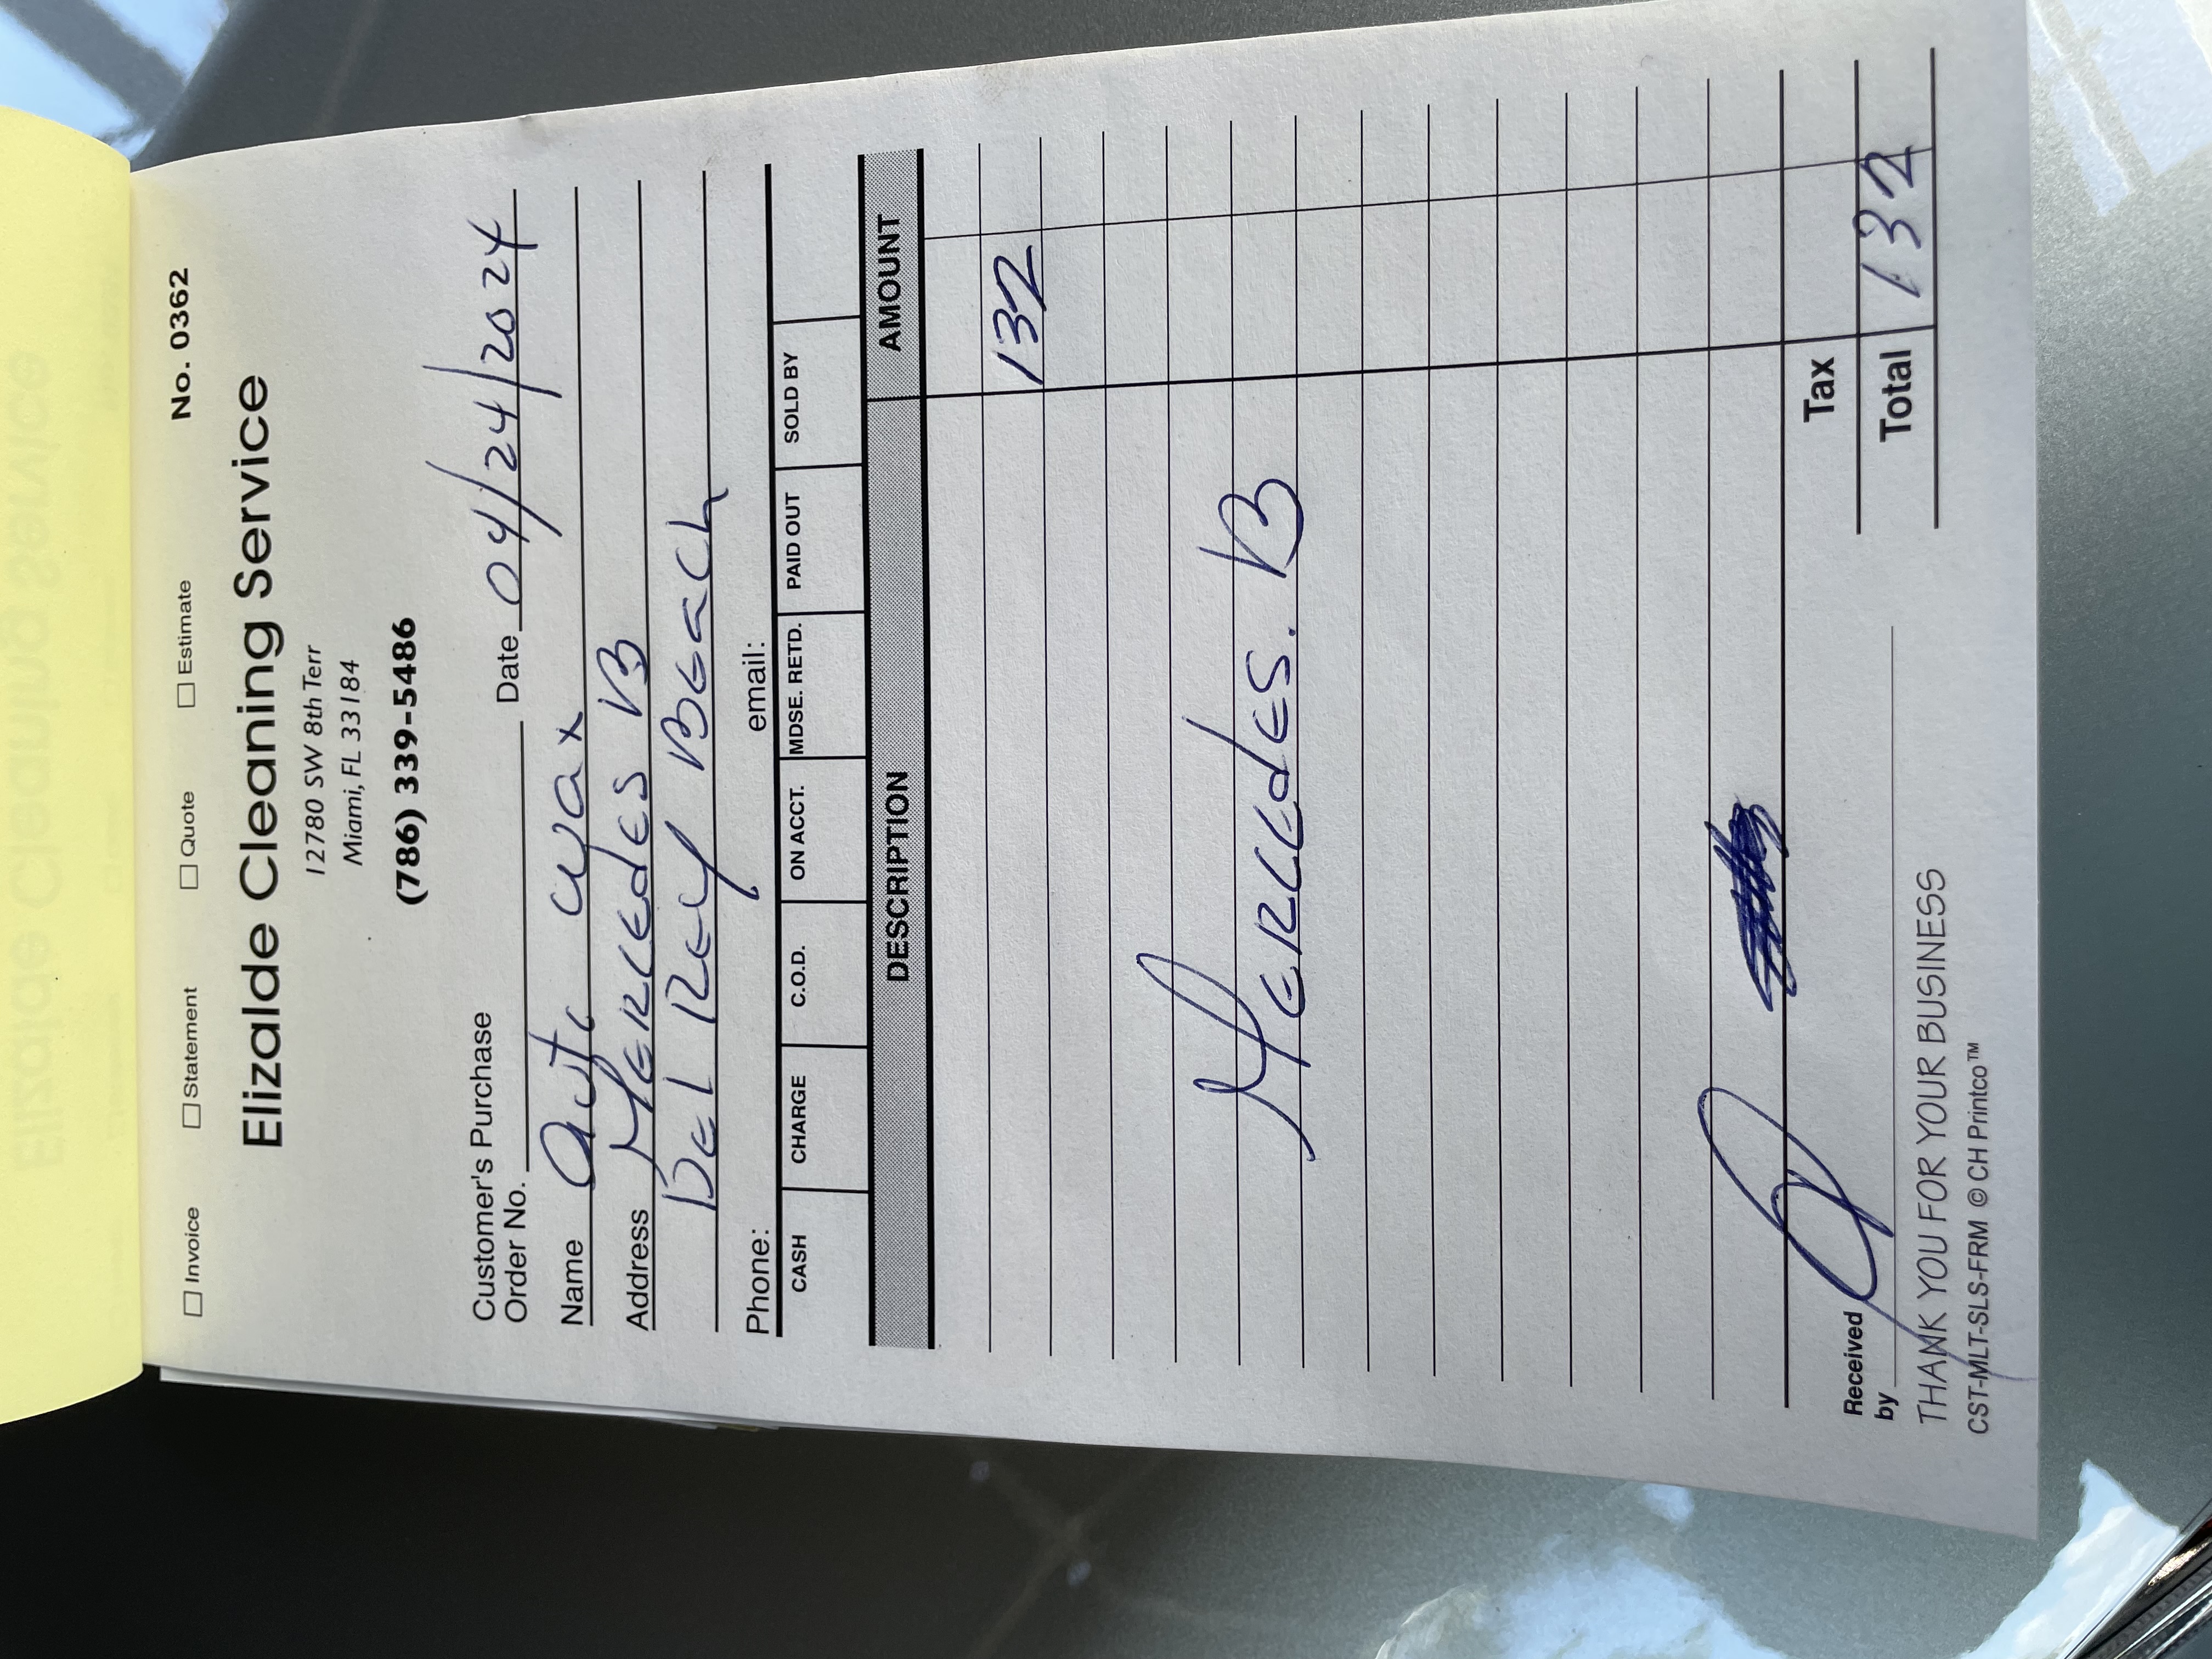 ☐ Invoice ☐ Statement ☐ Quote ☐ Estimate No. 0362
Elizalde Cleaning Service
12780 SW 8th Terr
Miami, FL 33184
(786) 339-5486
Customer's Purchase
Order No. Date 04/24/2024
Name Auto wax
Address MERCEdES B
DEL REY BEach
Phone: email:
CASH CHARGE C.O.D. ON ACCT. MDSE. RETD. PAID OUT SOLD BY
DESCRIPTION AMOUNT
132
MERCEdES. B
Tax
Total 132
Received
by
THANK YOU FOR YOUR BUSINESS
CST-MLT-SLS-FRM © CH Printco™